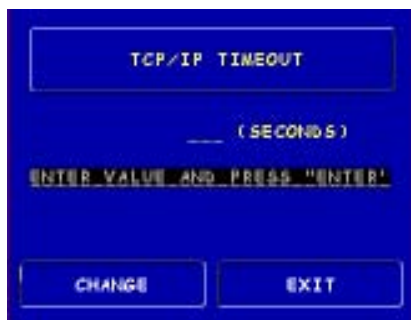 TCP/IP TIMEOUT
___ (SECONDS)
ENTER VALUE AND PRESS "ENTER'
CHANGE
EXIT